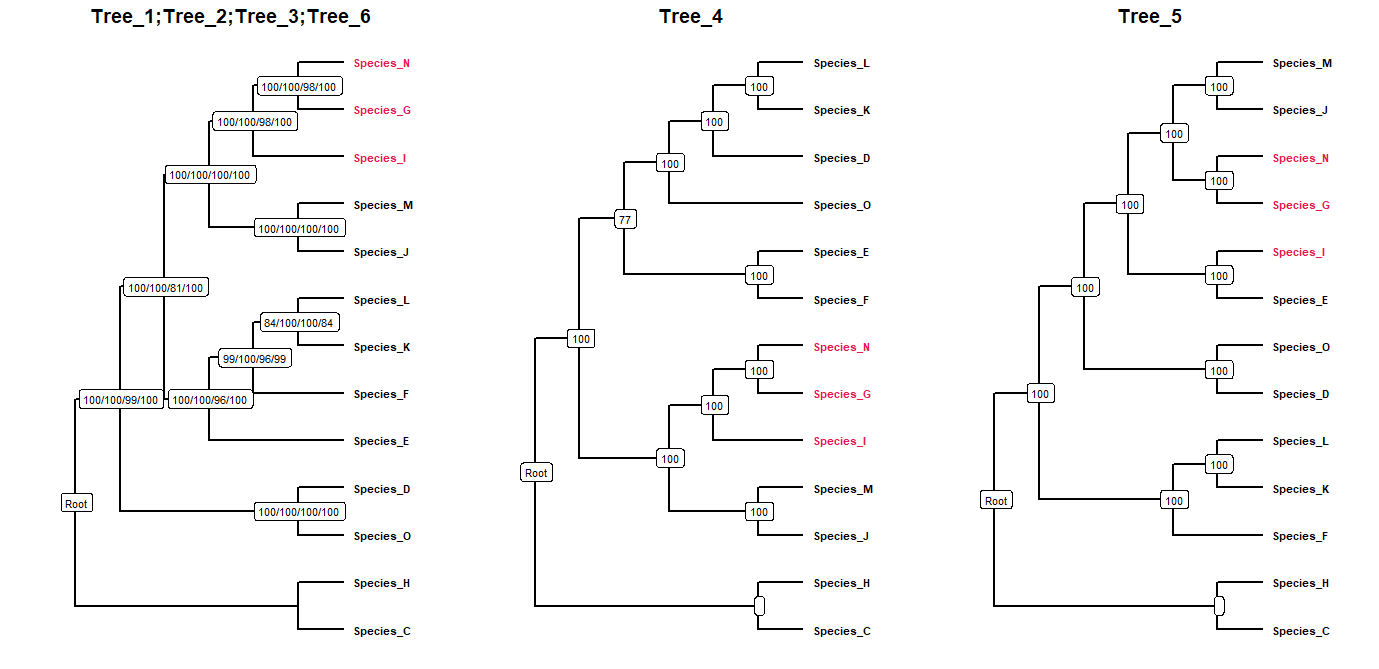 Tree_1;Tree_2;Tree_3;Tree_6
Species_N
100/100/98/100
Species_G
100/100/98/100
Species_I
100/100/100/100
Species_M
100/100/100/100
Species_J
100/100/81/100
Species_L
84/100/100/84
Species_K
99/100/96/99
Species_F
100/100/99/100
100/100/96/100
Species_E
Species_D
Root
100/100/100/100
Species_O
Species_H
Species_C
Tree_4
Species_L
100
Species_K
100
Species_D
100
Species_O
77
Species_E
100
Species_F
100
Species_N
100
Species_G
100
Species_I
100
Root
Species_M
100
Species_J
Species_H
Species_C
Tree_5
Species_M
100
Species_J
100
Species_N
100
Species_G
100
Species_I
100
100
Species_E
Species_O
100
Species_D
100
Species_L
100
Species_K
Root
100
Species_F
Species_H
Species_C